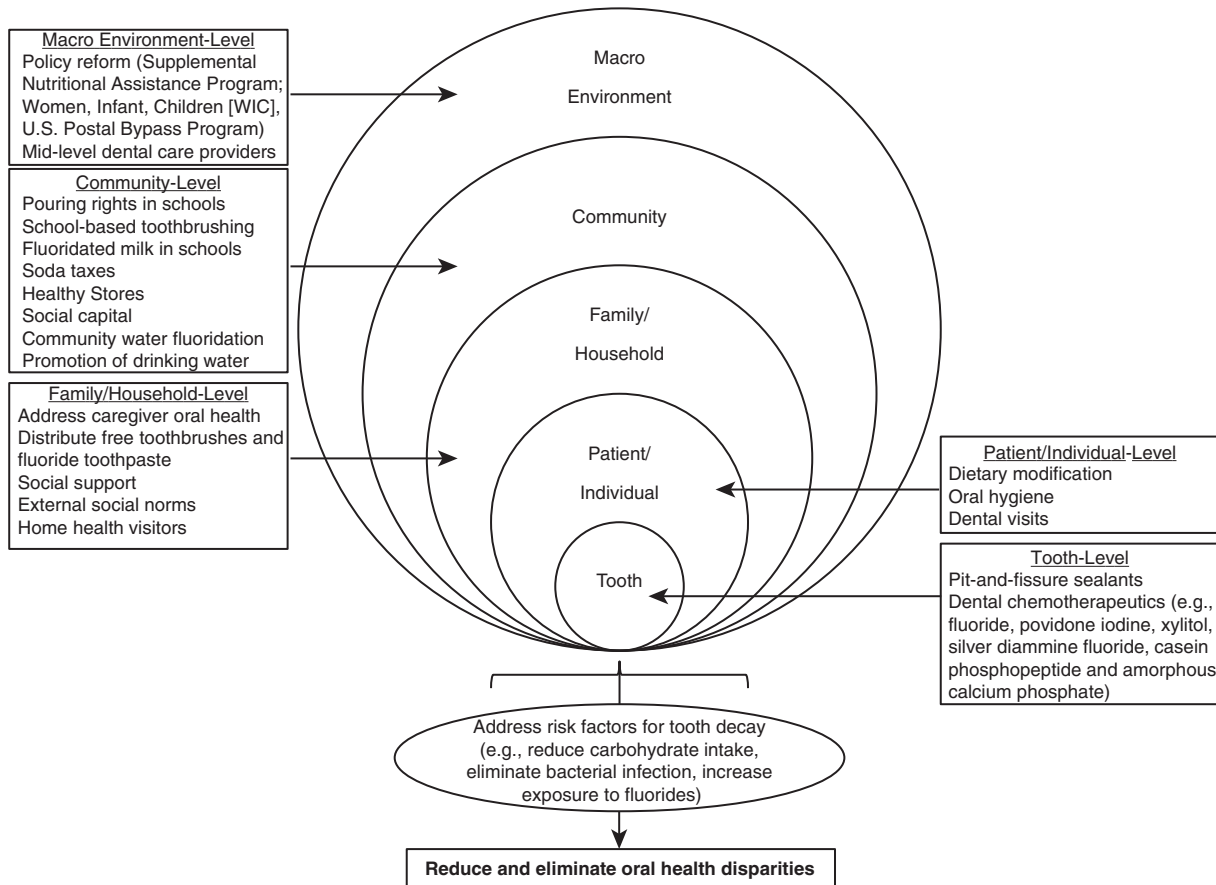 Macro Environment-Level
Policy reform (Supplemental
Nutritional Assistance Program;
Women, Infant, Children [WIC],
U.S. Postal Bypass Program)
Mid-level dental care providers
Community-Level
Pouring rights in schools
School-based toothbrushing
Fluoridated milk in schools
Soda taxes
Healthy Stores
Social capital
Community water fluoridation
Promotion of drinking water
Family/Household-Level
Address caregiver oral health
Distribute free toothbrushes and
fluoride toothpaste
Social support
External social norms
Home health visitors
Macro
Environment
Community
Family/
Household
Patient/
Individual
Tooth
Patient/Individual-Level
Dietary modification
Oral hygiene
Dental visits
Tooth-Level
Pit-and-fissure sealants
Dental chemotherapeutics (e.g.,
fluoride, povidone iodine, xylitol,
silver diammine fluoride, casein
phosphopeptide and amorphous
calcium phosphate)
Address risk factors for tooth decay
(e.g., reduce carbohydrate intake,
eliminate bacterial infection, increase
exposure to fluorides)
Reduce and eliminate oral health disparities